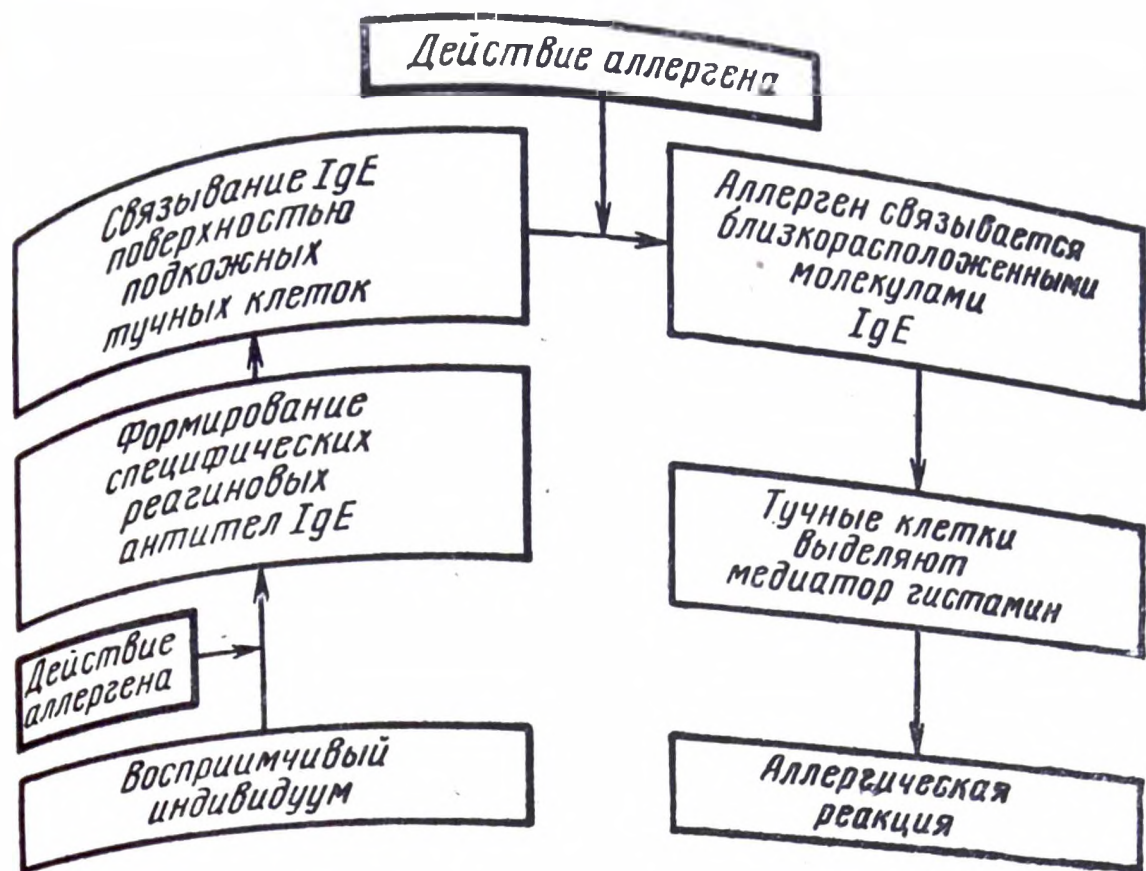 Действие аллергена
Связывание IgE
поверхностью
подкожных
тучных клеток
Аллерген связывается
близкорасположенными
молекулами
IgE
Формирование
специфических
реагиновых
антител IgE
Тучные клетки
выделяют
медиатор гистамин
Действие
аллергена
Восприимчивый
индивидуум
Аллергическая
реакция